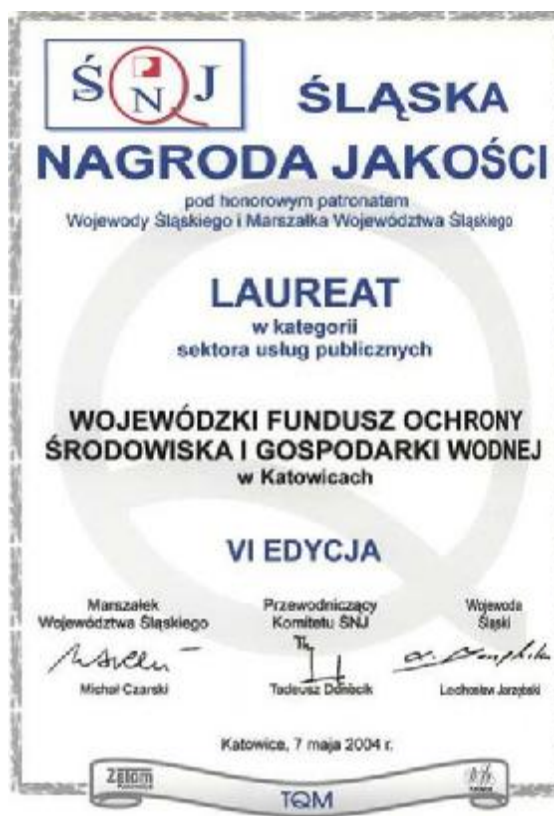 ŚNJ
ŚLĄSKA
NAGRODA JAKOŚCI
pod honorowym patronatem
Wojewody Śląskiego i Marszałka Województwa Śląskiego
LAUREAT
w kategorii
sektora usług publicznych
WOJEWÓDZKI FUNDUSZ OCHRONY
ŚRODOWISKA I GOSPODARKI WODNEJ
w Katowicach
VI EDYCJA
Marszałek
Województwa Śląskiego
Przewodniczący
Komitetu ŚNJ
Wojewoda
Śląski
Michał Czarski
Tadeusz Donocik
Lechosław Jarzębski
Katowice, 7 maja 2004 r.
Zetom
TQM